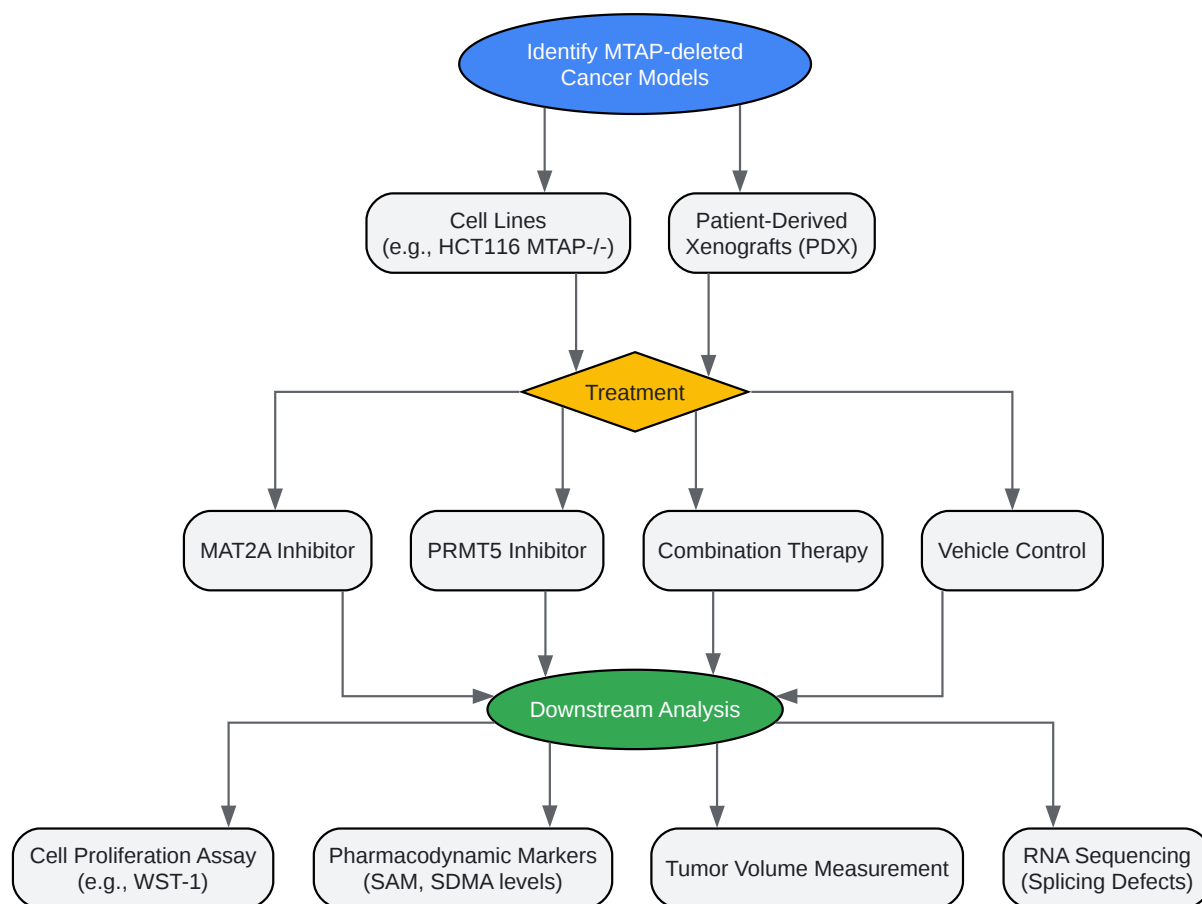 Identify MTAP-deleted
Cancer Models
Cell Lines
(e.g., HCT116 MTAP-/-)
Patient-Derived
Xenografts (PDX)
Treatment
MAT2A Inhibitor
PRMT5 Inhibitor
Combination Therapy
Vehicle Control
Downstream Analysis
Cell Proliferation Assay
(e.g., WST-1)
Pharmacodynamic Markers
(SAM, SDMA levels)
Tumor Volume Measurement
RNA Sequencing
(Splicing Defects)